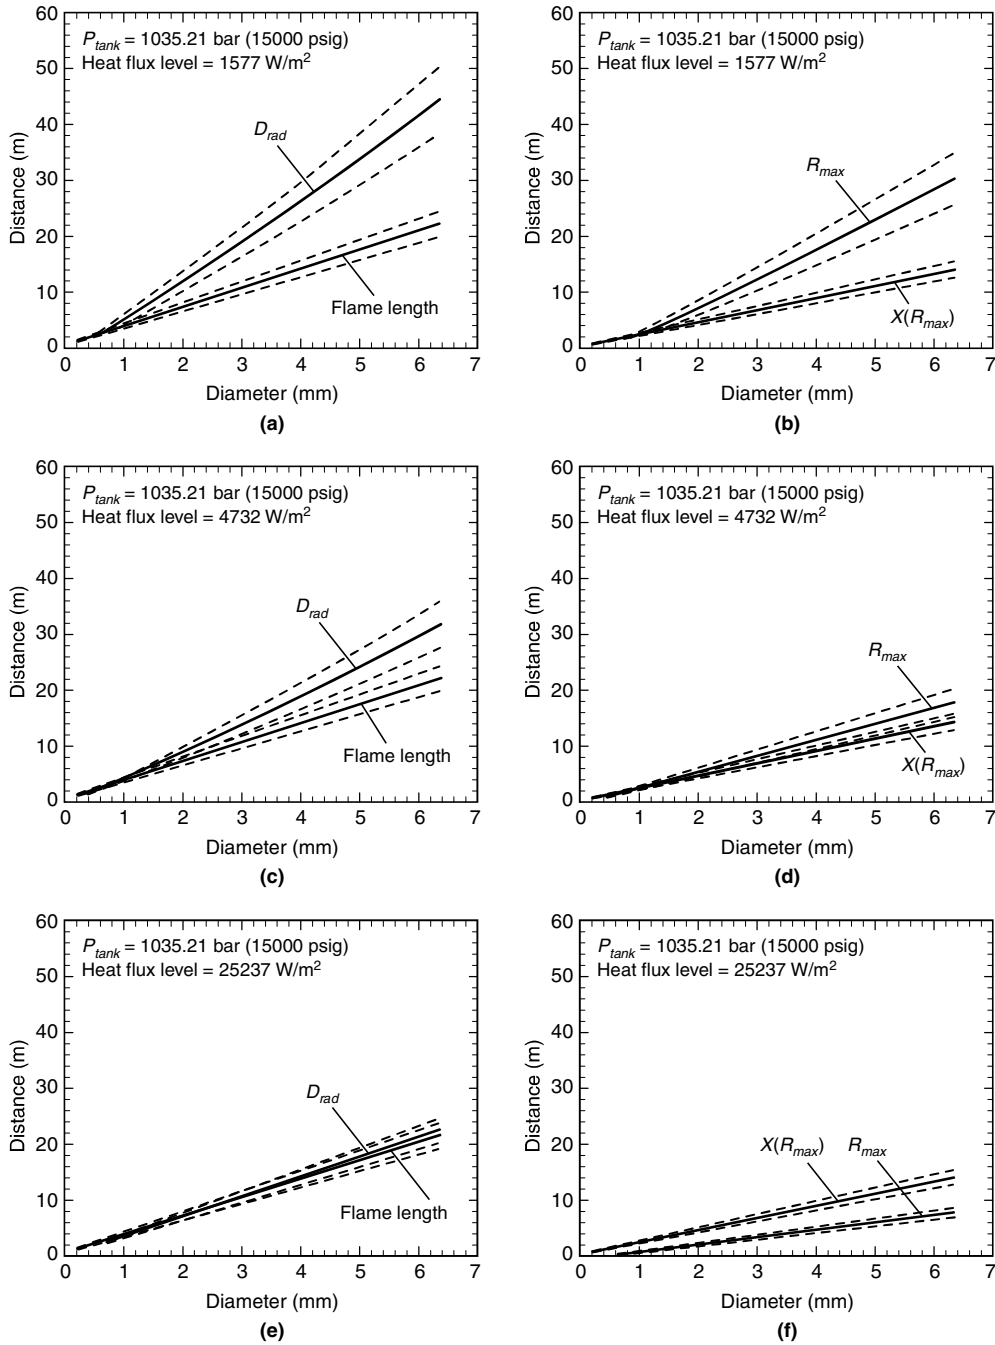 60
50
40
30
20
10
0
Distance (m)
P_tank = 1035.21 bar (15000 psig)
Heat flux level = 1577 W/m²
D_rad
Flame length
0 1 2 3 4 5 6 7
Diameter (mm)
(a)
60
50
40
30
20
10
0
Distance (m)
P_tank = 1035.21 bar (15000 psig)
Heat flux level = 1577 W/m²
R_max
X(R_max)
0 1 2 3 4 5 6 7
Diameter (mm)
(b)
60
50
40
30
20
10
0
Distance (m)
P_tank = 1035.21 bar (15000 psig)
Heat flux level = 4732 W/m²
D_rad
Flame length
0 1 2 3 4 5 6 7
Diameter (mm)
(c)
60
50
40
30
20
10
0
Distance (m)
P_tank = 1035.21 bar (15000 psig)
Heat flux level = 4732 W/m²
R_max
X(R_max)
0 1 2 3 4 5 6 7
Diameter (mm)
(d)
60
50
40
30
20
10
0
Distance (m)
P_tank = 1035.21 bar (15000 psig)
Heat flux level = 25237 W/m²
D_rad
Flame length
0 1 2 3 4 5 6 7
Diameter (mm)
(e)
60
50
40
30
20
10
0
Distance (m)
P_tank = 1035.21 bar (15000 psig)
Heat flux level = 25237 W/m²
X(R_max) R_max
0 1 2 3 4 5 6 7
Diameter (mm)
(f)